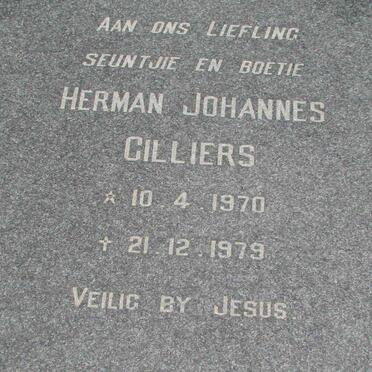 AAN ONS LIEFLING
SEUNTJIE EN BOETIE
HERMAN JOHANNES
CILLIERS
☆ 10.4 1970
✝ 21.12.1979
VEILIG BY JESUS.